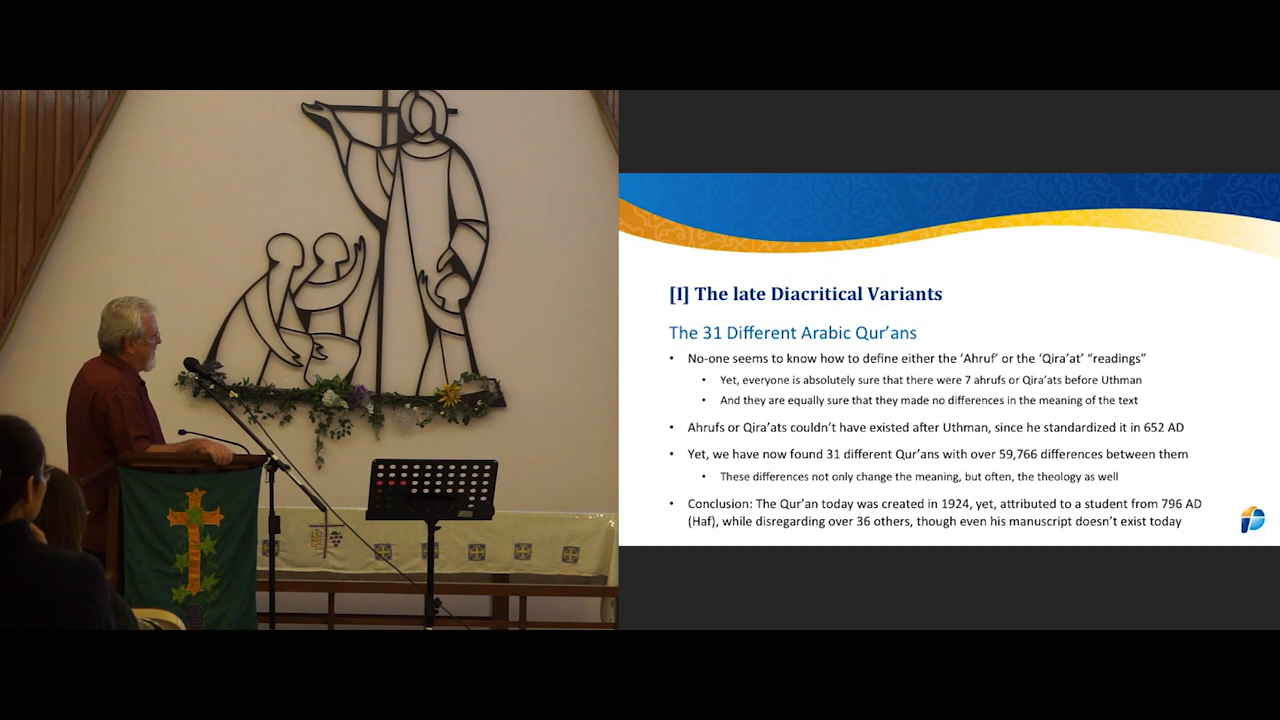 [I] The late Diacritical Variants
The 31 Different Arabic Qur’ans
• No-one seems to know how to define either the ‘Ahruf’ or the ‘Qira’at’ “readings”
• Yet, everyone is absolutely sure that there were 7 ahrufs or Qira’ats before Uthman
• And they are equally sure that they made no differences in the meaning of the text
• Ahrufs or Qira’ats couldn’t have existed after Uthman, since he standardized it in 652 AD
• Yet, we have now found 31 different Qur’ans with over 59,766 differences between them
• These differences not only change the meaning, but often, the theology as well
• Conclusion: The Qur’an today was created in 1924, yet, attributed to a student from 796 AD
(Haf), while disregarding over 36 others, though even his manuscript doesn’t exist today